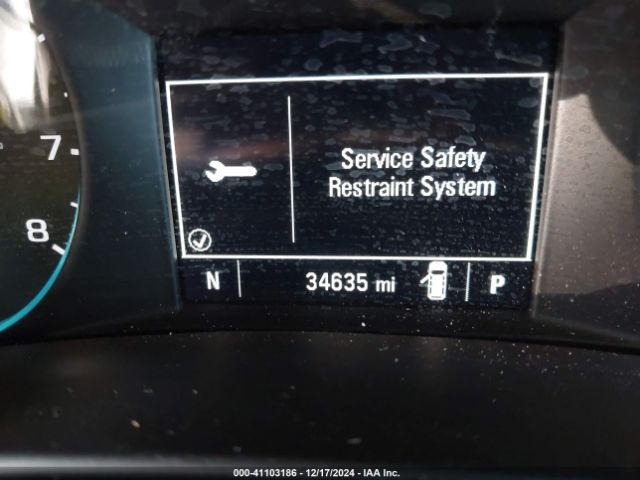 7
8
Service Safety
Restraint System
N 34635 mi P
000-41103186 - 12/17/2024 - IAA Inc.